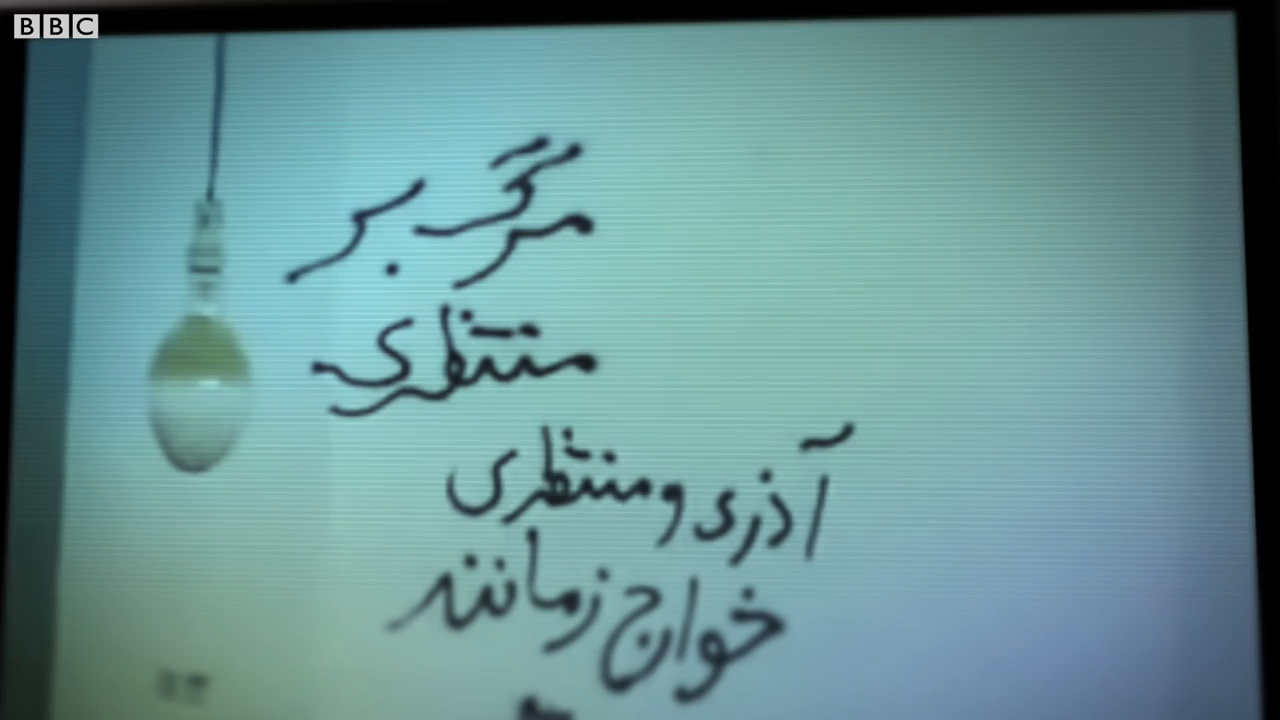 BBC
مرگ بر
منتظری
آذری و منتظری
خوارج زمانند